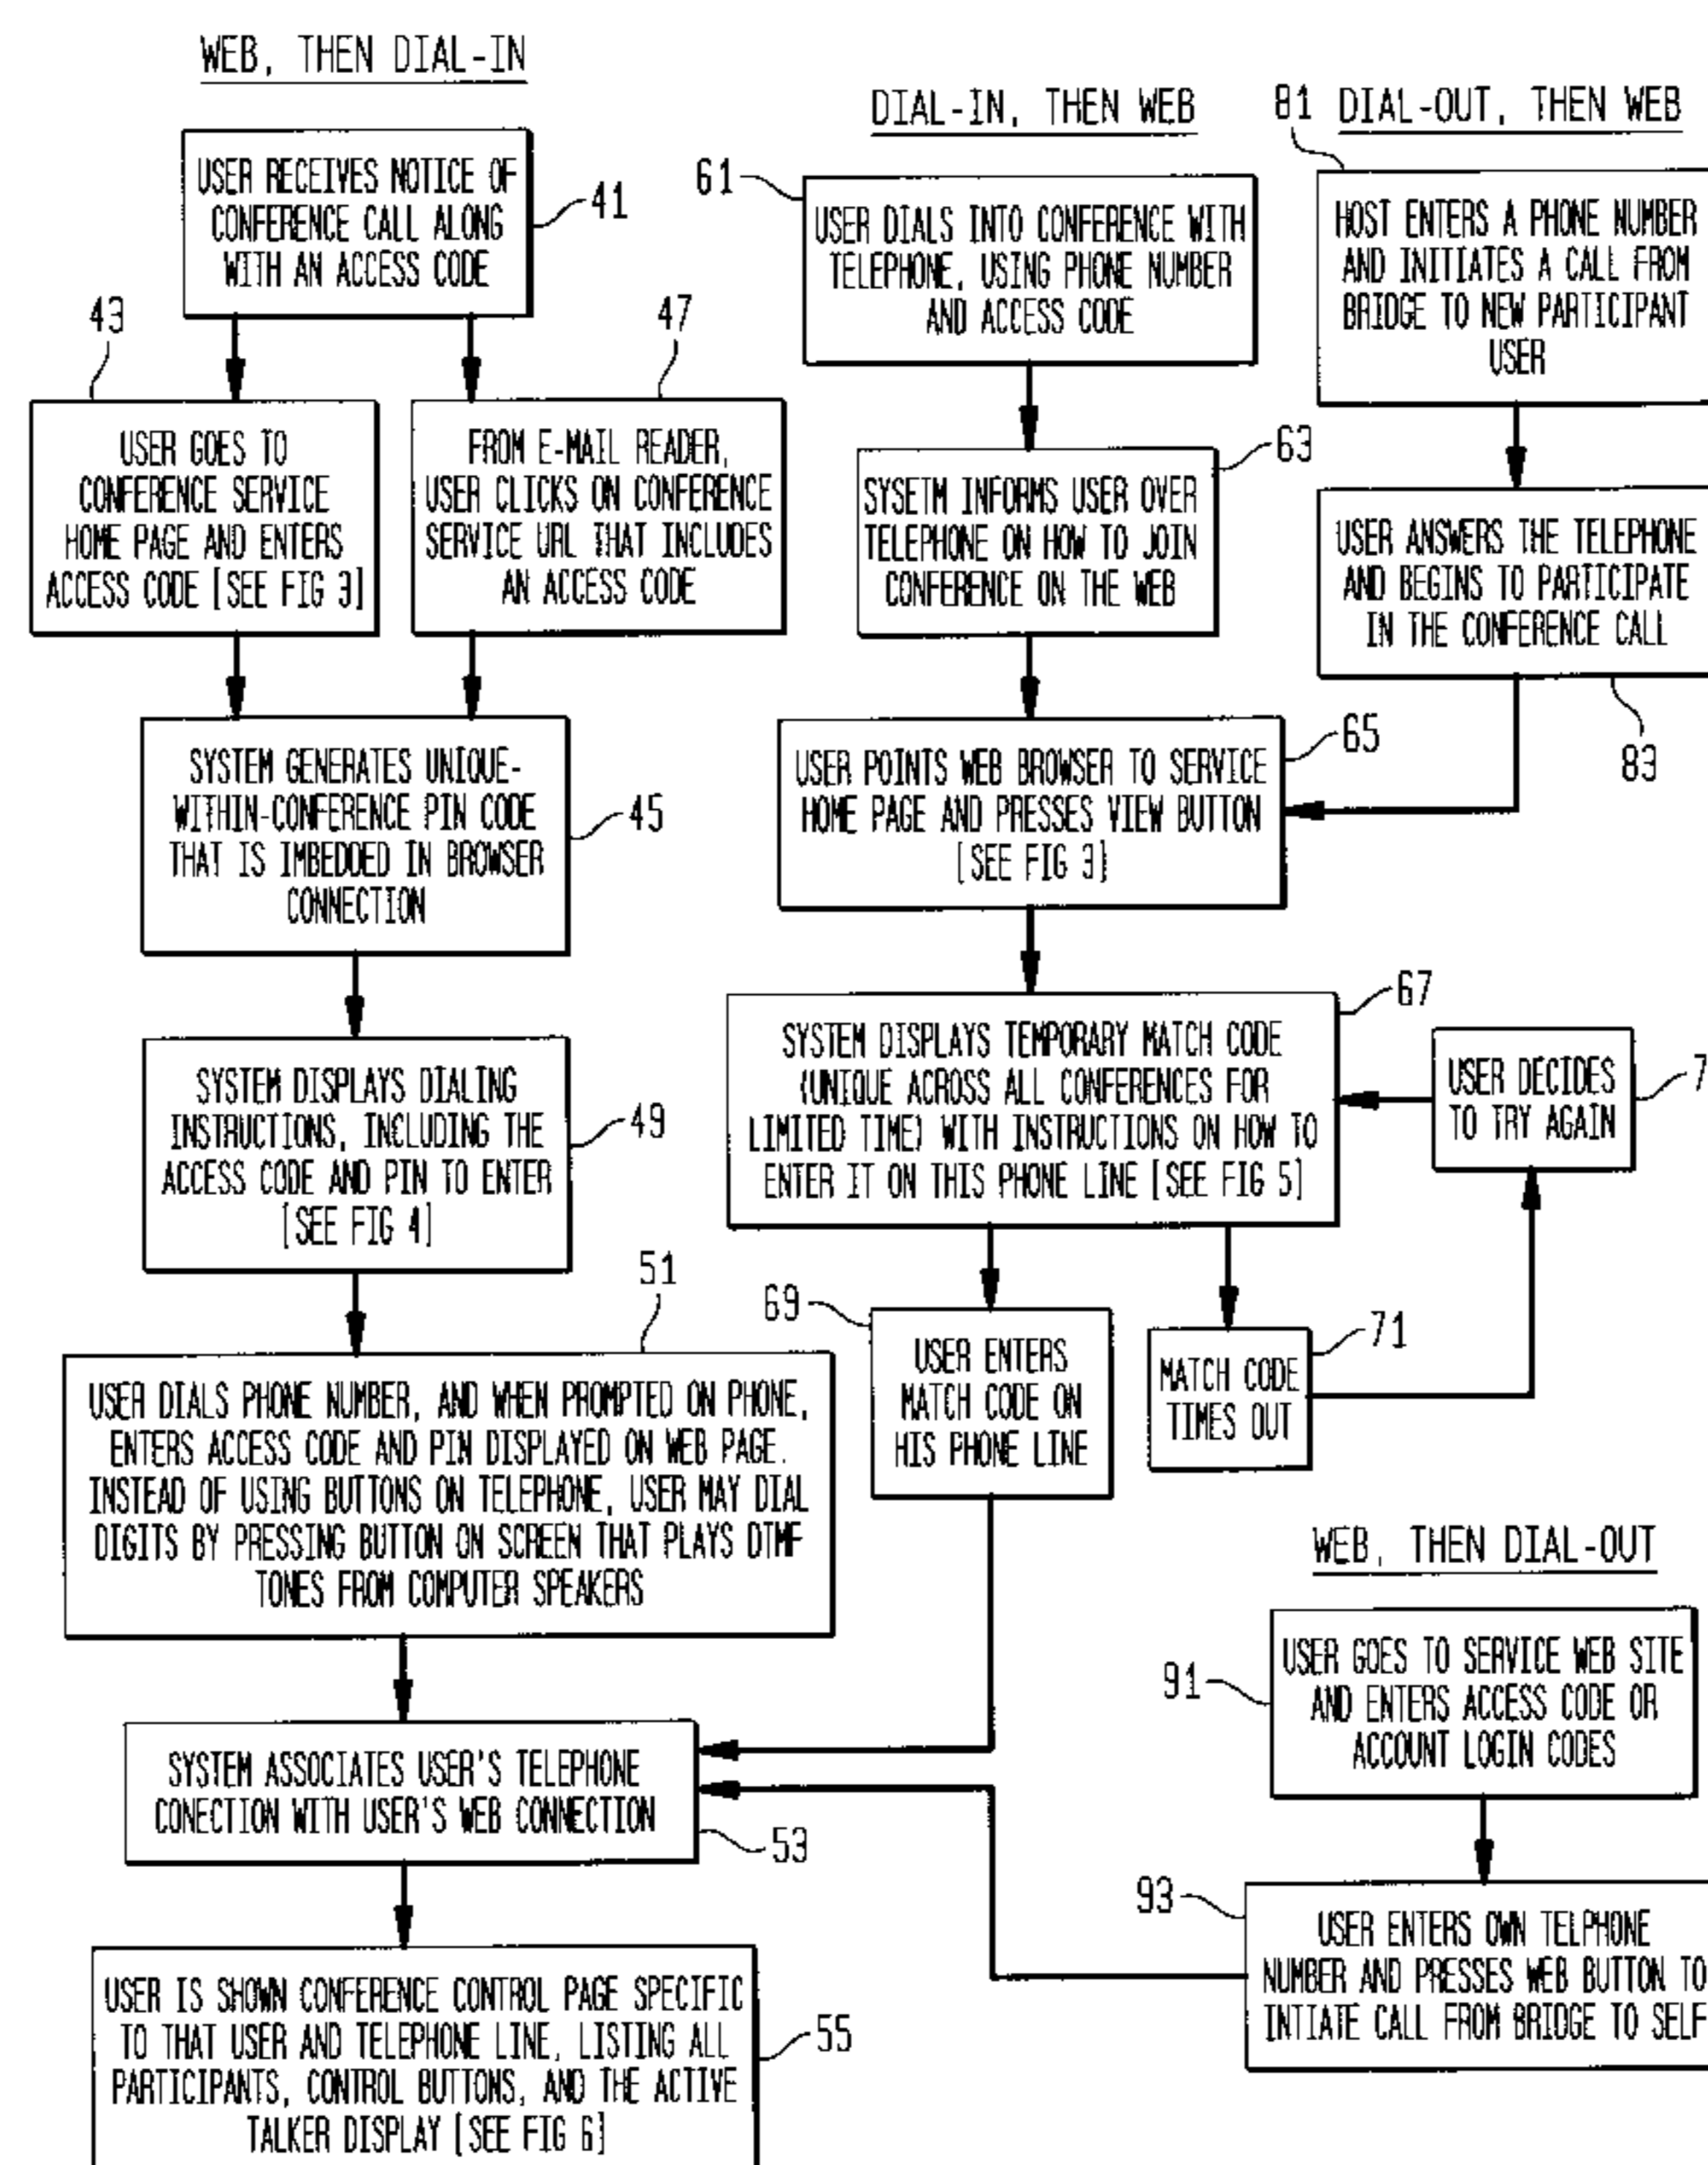 WEB, THEN DIAL-IN
USER RECEIVES NOTICE OF
CONFERENCE CALL ALONG
WITH AN ACCESS CODE
41
43
47
USER GOES TO
CONFERENCE SERVICE
HOME PAGE AND ENTERS
ACCESS CODE [SEE FIG 3]
FROM E-MAIL READER,
USER CLICKS ON CONFERENCE
SERVICE URL THAT INCLUDES
AN ACCESS CODE
SYSTEM GENERATES UNIQUE-
WITHIN-CONFERENCE PIN CODE
THAT IS IMBEDDED IN BROWSER
CONNECTION
45
SYSTEM DISPLAYS DIALING
INSTRUCTIONS, INCLUDING THE
ACCESS CODE AND PIN TO ENTER
[SEE FIG 4]
49
51
USER DIALS PHONE NUMBER, AND WHEN PROMPTED ON PHONE,
ENTERS ACCESS CODE AND PIN DISPLAYED ON WEB PAGE.
INSTEAD OF USING BUTTONS ON TELEPHONE, USER MAY DIAL
DIGITS BY PRESSING BUTTON ON SCREEN THAT PLAYS DTMF
TONES FROM COMPUTER SPEAKERS
SYSTEM ASSOCIATES USER'S TELEPHONE
CONECTION WITH USER'S WEB CONNECTION
53
USER IS SHOWN CONFERENCE CONTROL PAGE SPECIFIC
TO THAT USER AND TELEPHONE LINE, LISTING ALL
PARTICIPANTS, CONTROL BUTTONS, AND THE ACTIVE
TALKER DISPLAY [SEE FIG 6]
55
DIAL-IN, THEN WEB
61
USER DIALS INTO CONFERENCE WITH
TELEPHONE, USING PHONE NUMBER
AND ACCESS CODE
63
SYSETM INFORMS USER OVER
TELEPHONE ON HOW TO JOIN
CONFERENCE ON THE WEB
65
USER POINTS WEB BROWSER TO SERVICE
HOME PAGE AND PRESSES VIEW BUTTON
[SEE FIG 3}
67
SYSTEM DISPLAYS TEMPORARY MATCH CODE
(UNIQUE ACROSS ALL CONFERENCES FOR
LIMITED TIME) WITH INSTRUCTIONS ON HOW TO
ENTER IT ON THIS PHONE LINE [SEE FIG 5]
69
USER ENTERS
MATCH CODE ON
HIS PHONE LINE
71
MATCH CODE
TIMES OUT
USER DECIDES
TO TRY AGAIN
7
81
DIAL-OUT, THEN WEB
HOST ENTERS A PHONE NUMBER
AND INITIATES A CALL FROM
BRIDGE TO NEW PARTICIPANT
USER
USER ANSWERS THE TELEPHONE
AND BEGINS TO PARTICIPATE
IN THE CONFERENCE CALL
83
WEB, THEN DIAL-OUT
91
USER GOES TO SERVICE WEB SITE
AND ENTERS ACCESS CODE OR
ACCOUNT LOGIN CODES
93
USER ENTERS OWN TELPHONE
NUMBER AND PRESSES WEB BUTTON TO
INTIATE CALL FROM BRIDGE TO SELF